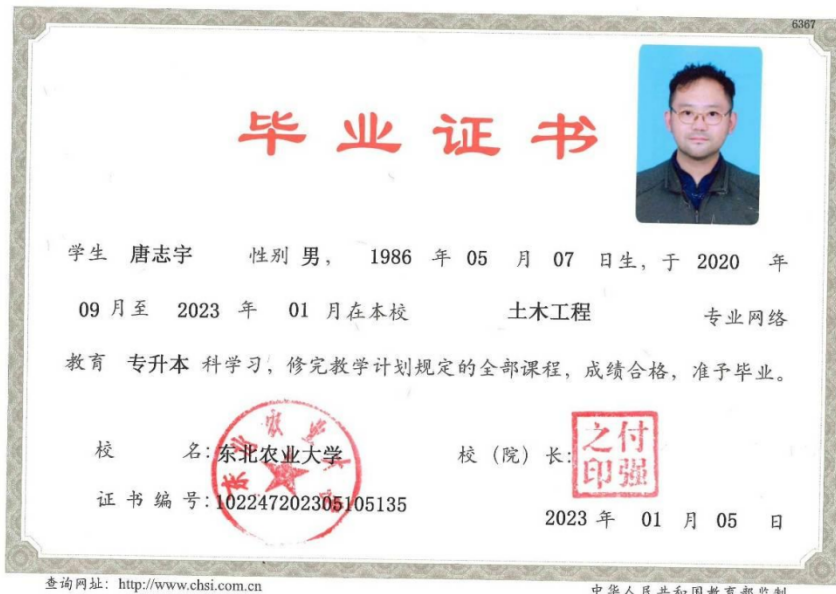 6367
毕业证书
学生 唐志宇 性别 男， 1986 年 05 月 07 日生，于 2020 年
09 月至 2023 年 01 月在本校 土木工程 专业网络
教育 专升本 科学习，修完教学计划规定的全部课程，成绩合格，准予毕业。
校 名：东北农业大学 校（院）长：
东北农业大学
付强之印
证书编号：102247202305105135
2023 年 01 月 05 日
查询网址：http://www.chsi.com.cn
中华人民共和国教育部监制